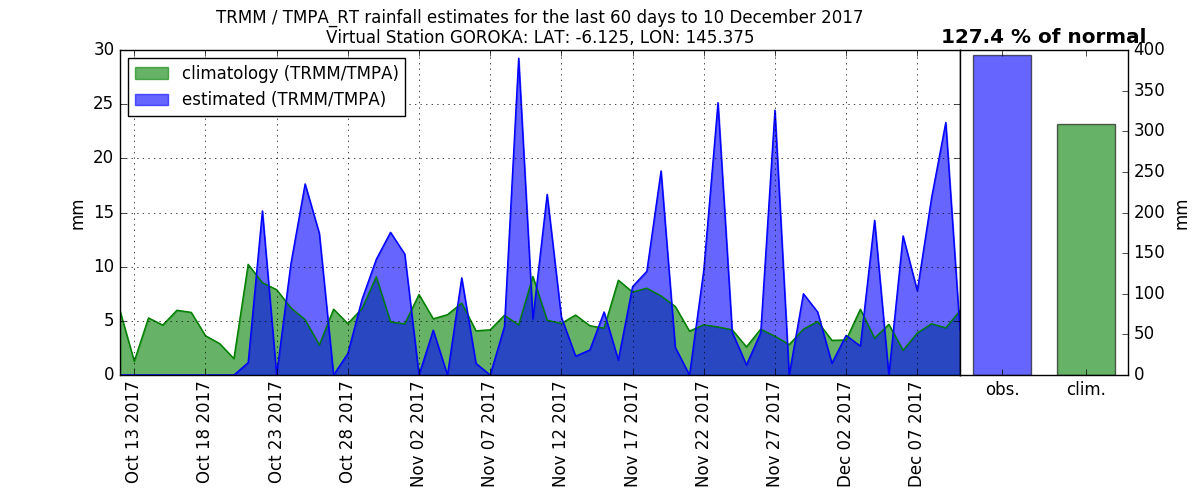 TRMM / TMPA_RT rainfall estimates for the last 60 days to 10 December 2017
Virtual Station GOROKA: LAT: -6.125, LON: 145.375
127.4 % of normal
climatology (TRMM/TMPA)
estimated (TRMM/TMPA)
30
25
20
15
10
5
0
mm
Oct 13 2017
Oct 18 2017
Oct 23 2017
Oct 28 2017
Nov 02 2017
Nov 07 2017
Nov 12 2017
Nov 17 2017
Nov 22 2017
Nov 27 2017
Dec 02 2017
Dec 07 2017
400
350
300
250
200
150
100
50
0
mm
obs.
clim.